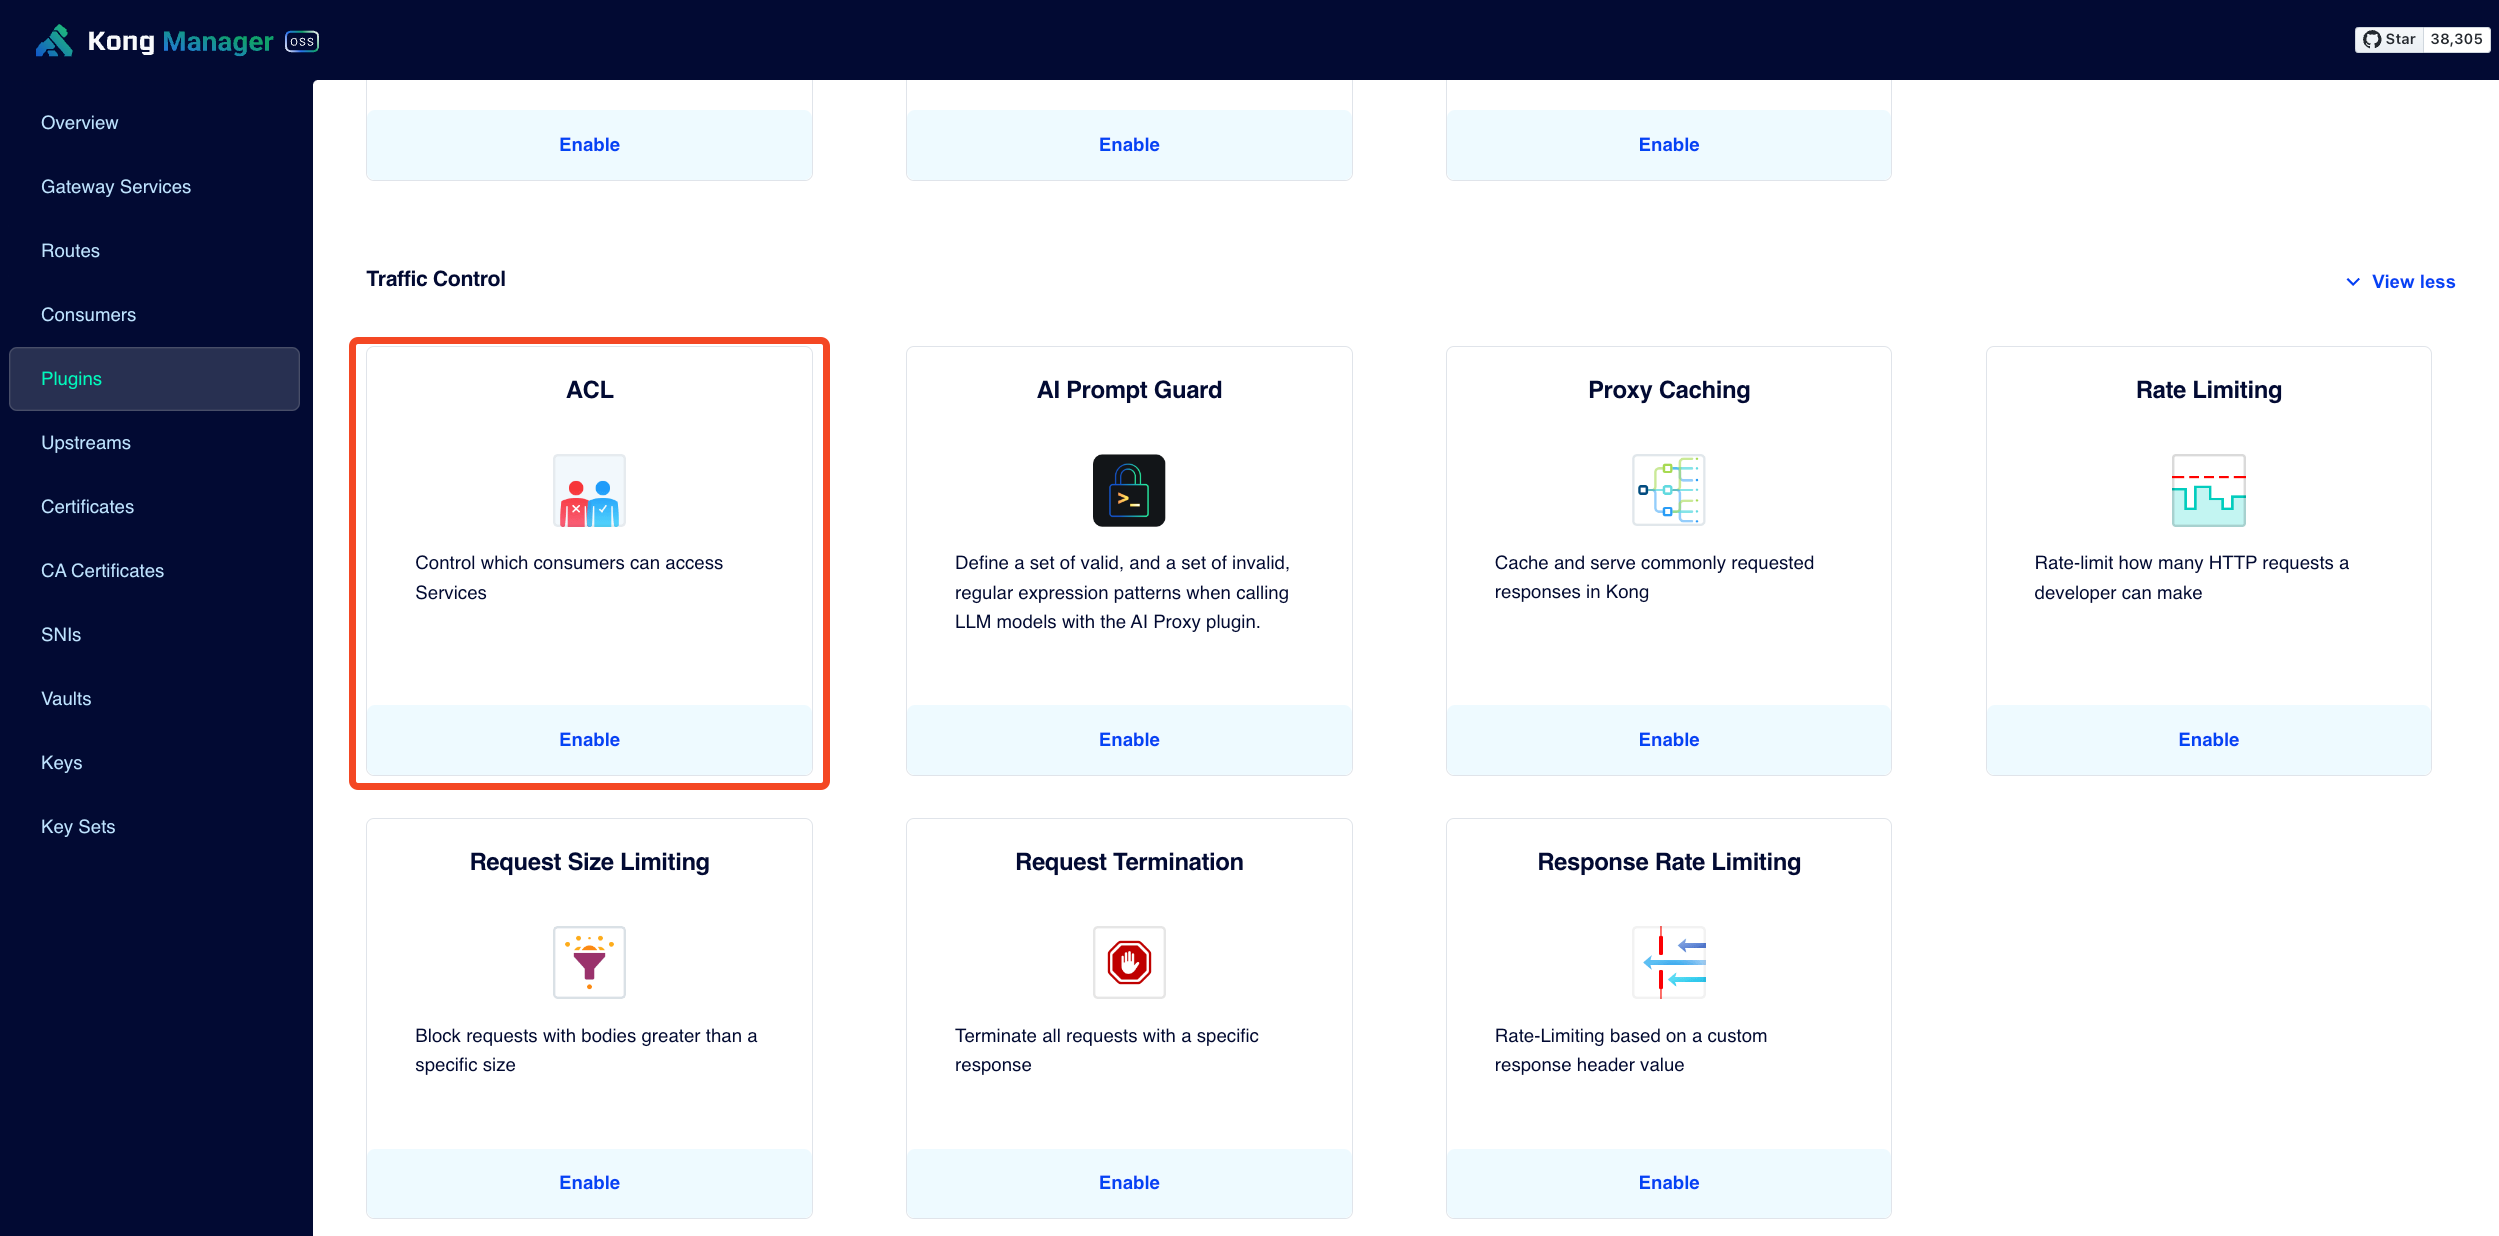 Kong Manager OSS
Star 38,305
Overview
Gateway Services
Routes
Consumers
Plugins
Upstreams
Certificates
CA Certificates
SNIs
Vaults
Keys
Key Sets
Enable
Enable
Enable
Traffic Control
View less
ACL
Control which consumers can access
Services
Enable
AI Prompt Guard
>_
Define a set of valid, and a set of invalid,
regular expression patterns when calling
LLM models with the AI Proxy plugin.
Enable
Proxy Caching
Cache and serve commonly requested
responses in Kong
Enable
Rate Limiting
Rate-limit how many HTTP requests a
developer can make
Enable
Request Size Limiting
Block requests with bodies greater than a
specific size
Enable
Request Termination
Terminate all requests with a specific
response
Enable
Response Rate Limiting
Rate-Limiting based on a custom
response header value
Enable